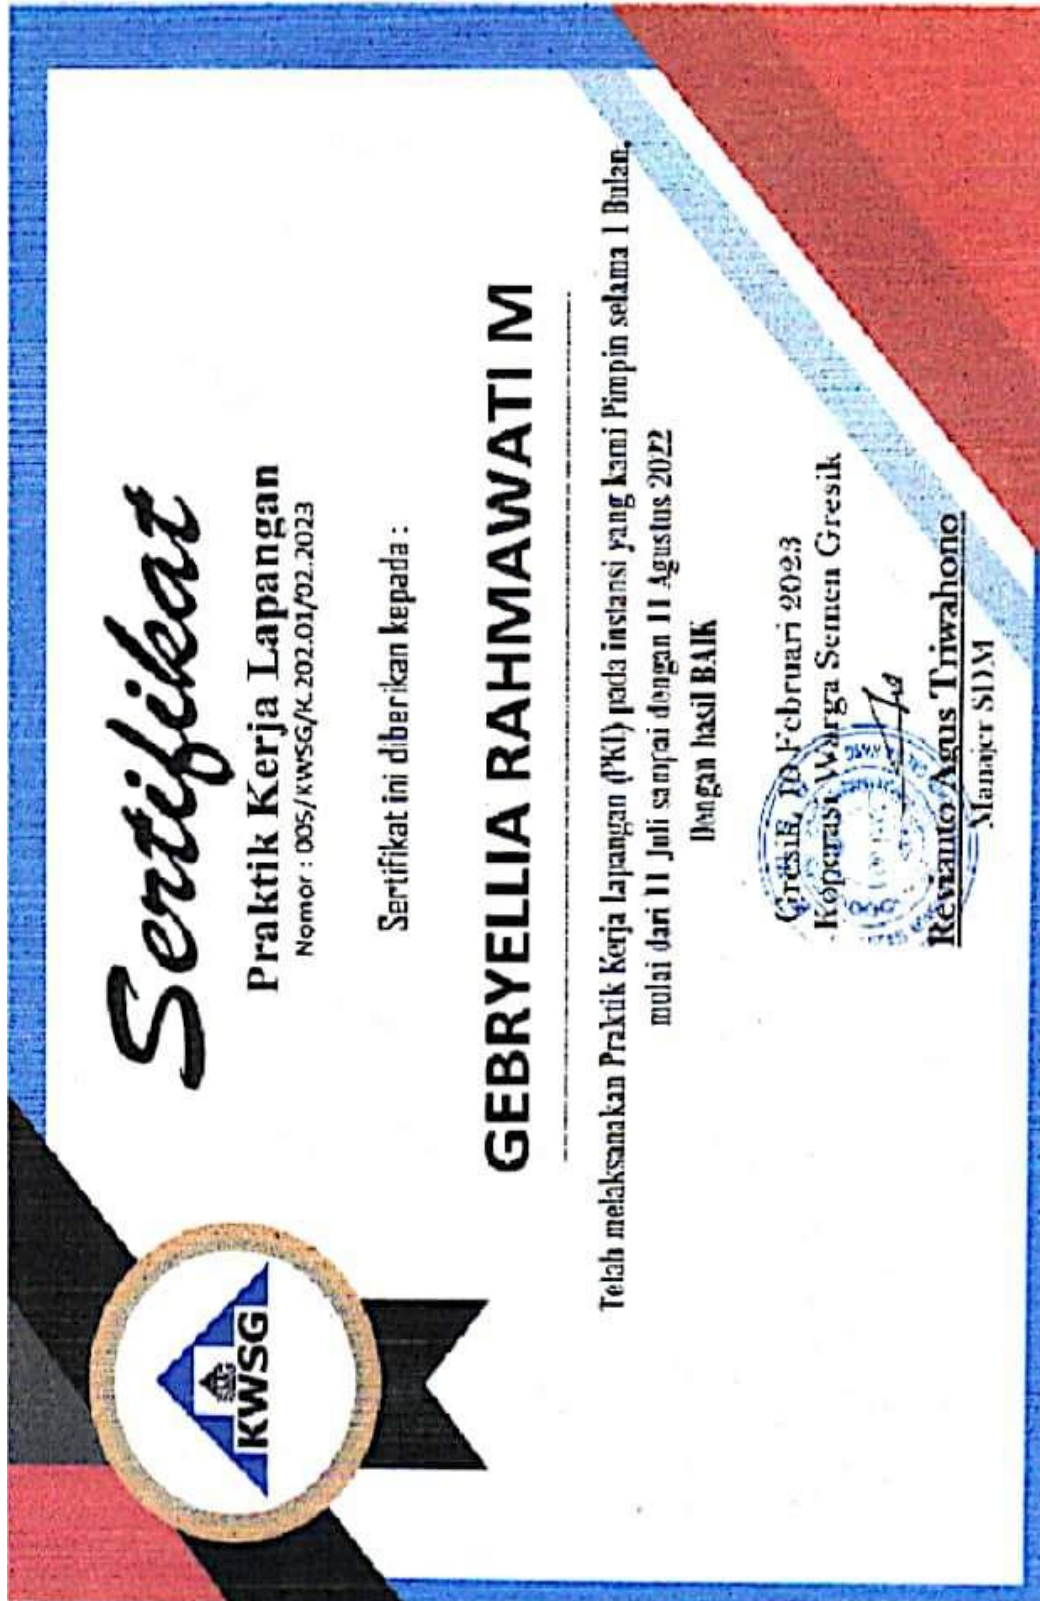 KWSG
Sertifikat
Praktik Kerja Lapangan
Nomor : 005/KWSG/K.202.01/02.2023
Sertifikat ini diberikan kepada :
GEBRYELLIA RAHMAWATI M
Telah melaksanakan Praktik Kerja Lapangan (PKL) pada instansi yang kami Pimpin selama 1 Bulan,
mulai dari 11 Juli sampai dengan 11 Agustus 2022
Dengan hasil BAIK
Gresik, 10 Februari 2023
Koperasi Warga Semen Gresik
Revianto Agus Triwahono
Manajer SDM